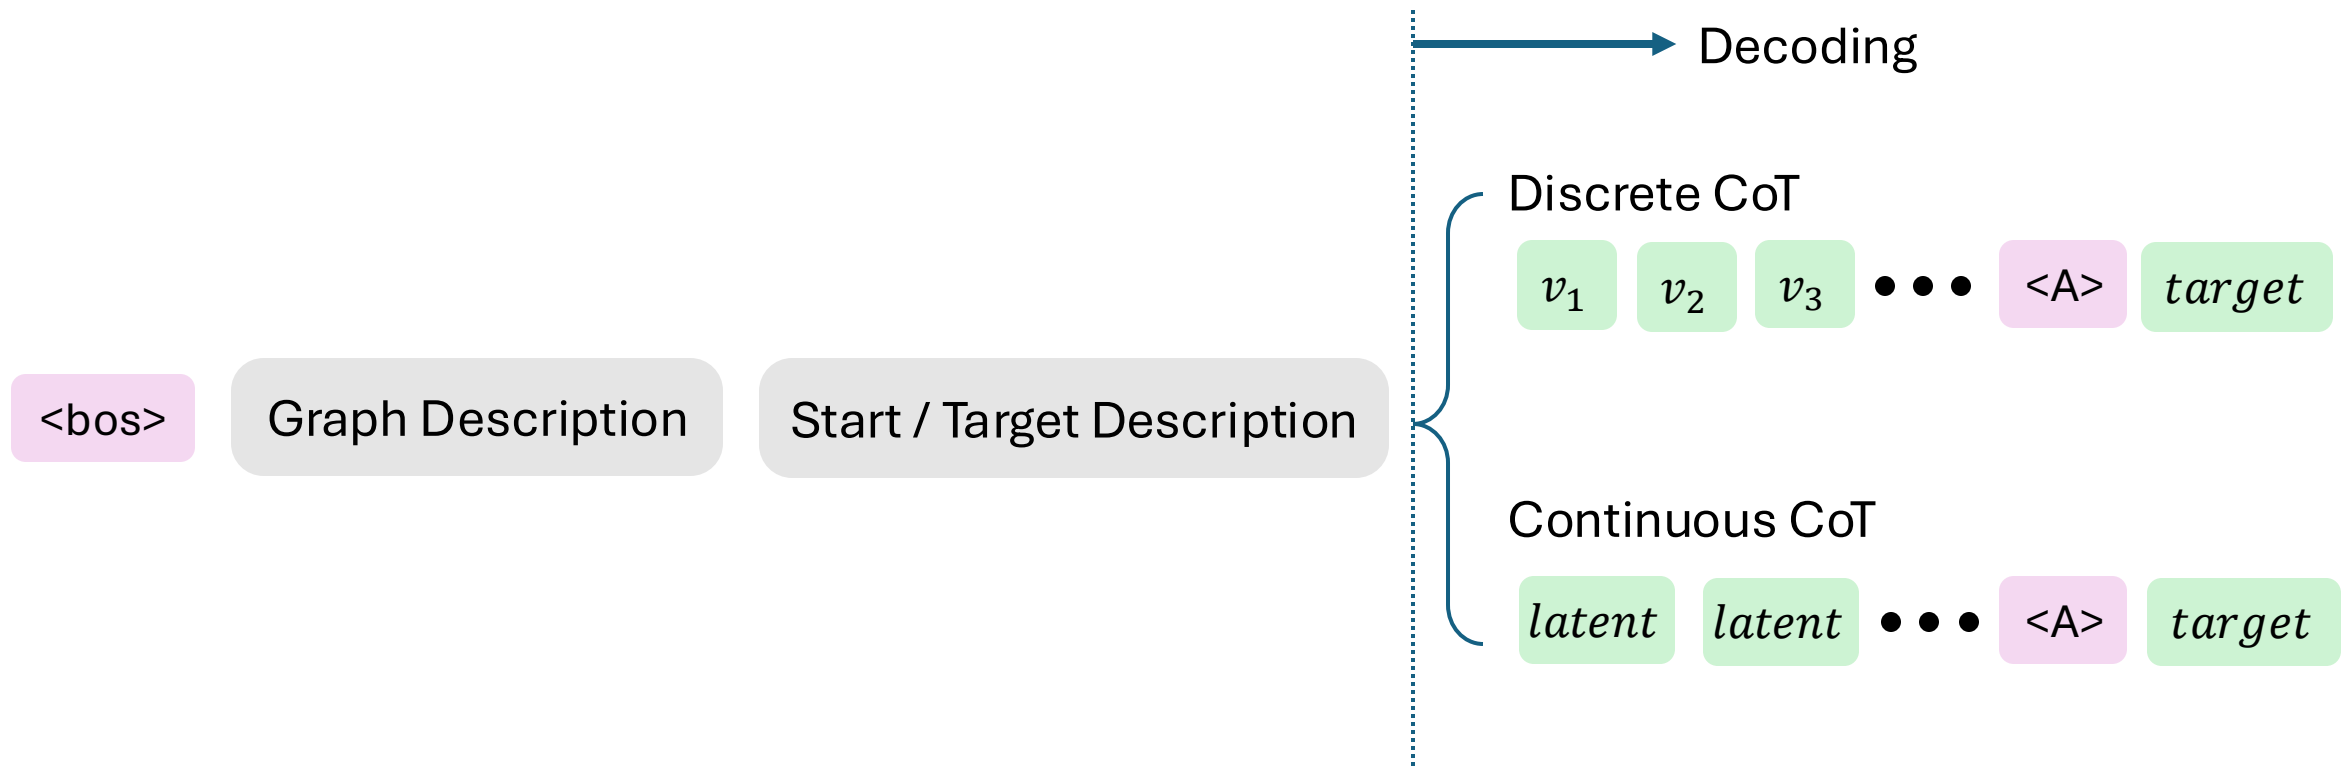 Decoding
Discrete CoT
v₁ v₂ v₃ ••• <A> target
<bos> Graph Description Start / Target Description
Continuous CoT
latent latent ••• <A> target